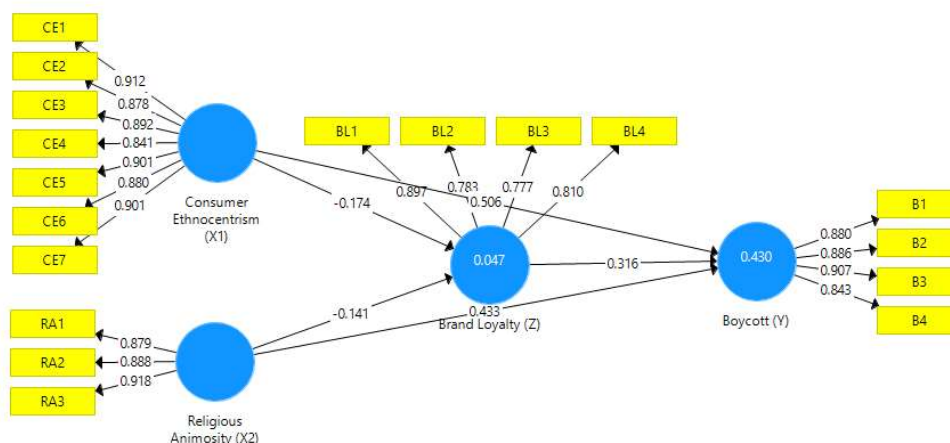 CE1
CE2
CE3
CE4
CE5
CE6
CE7
0.912
0.878
0.892
0.841
0.901
0.880
0.901
Consumer
Ethnocentrism
(X1)
BL1
BL2
BL3
BL4
0.897
0.783
0.777
0.810
0.506
-0.174
0.047
Brand Loyalty (Z)
0.316
-0.141
0.433
RA1
RA2
RA3
0.879
0.888
0.918
Religious
Animosity (X2)
0.430
Boycott (Y)
B1
B2
B3
B4
0.880
0.886
0.907
0.843